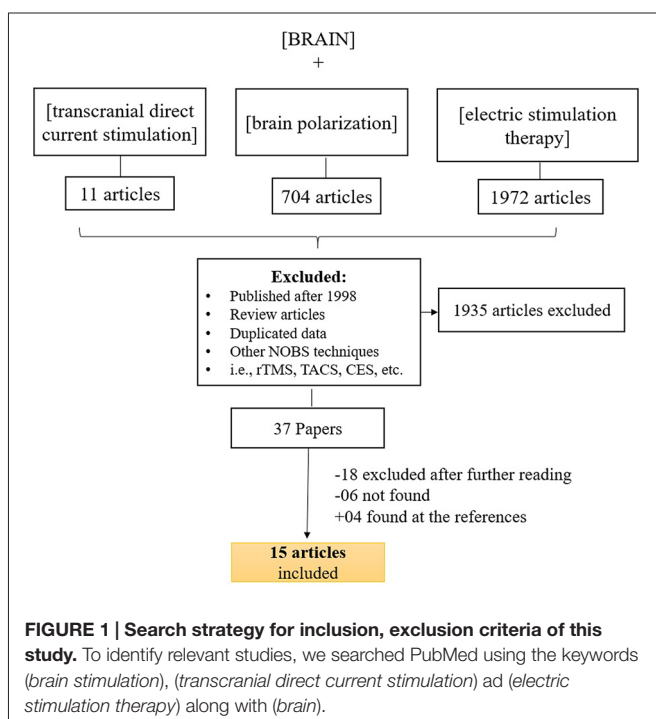 [BRAIN]
+
[transcranial direct
current stimulation]
[brain polarization]
[electric stimulation
therapy]
11 articles
704 articles
1972 articles
Excluded:
• Published after 1998
• Review articles
• Duplicated data
• Other NOBS techniques
• i.e., rTMS, TACS, CES, etc.
1935 articles excluded
37 Papers
-18 excluded after further reading
-06 not found
+04 found at the references
15 articles
included
FIGURE 1 | Search strategy for inclusion, exclusion criteria of this
study. To identify relevant studies, we searched PubMed using the keywords
(brain stimulation), (transcranial direct current stimulation) ad (electric
stimulation therapy) along with (brain).